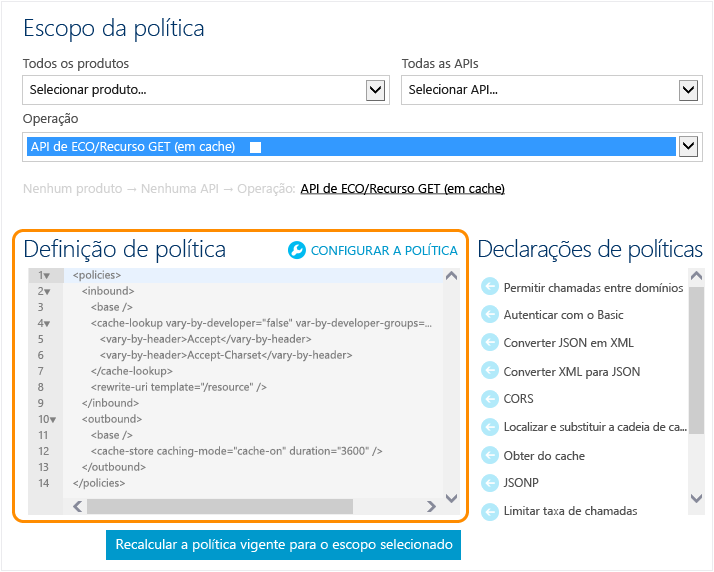 Escopo da política
Todos os produtos
Todas as APIs
Selecionar produto...
Selecionar API...
Operação
API de ECO/Recurso GET (em cache)
Nenhum produto → Nenhuma API → Operação: API de ECO/Recurso GET (em cache)
Definição de política
CONFIGURAR A POLÍTICA
1 <policies>
2 <inbound>
3 <base />
4 <cache-lookup vary-by-developer="false" var-by-developer-groups=...
5 <vary-by-header>Accept</vary-by-header>
6 <vary-by-header>Accept-Charset</vary-by-header>
7 </cache-lookup>
8 <rewrite-uri template="/resource" />
9 </inbound>
10 <outbound>
11 <base />
12 <cache-store caching-mode="cache-on" duration="3600" />
13 </outbound>
14 </policies>
Declarações de políticas
Permitir chamadas entre domínios
Autenticar com o Basic
Converter JSON em XML
Converter XML para JSON
CORS
Localizar e substituir a cadeia de ca...
Obter do cache
JSONP
Limitar taxa de chamadas
Recalcular a política vigente para o escopo selecionado